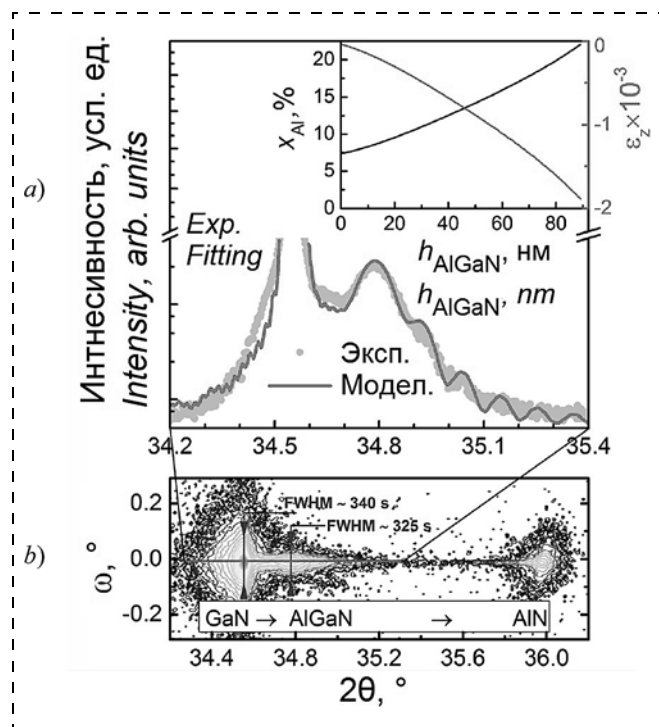 a)
Интнесивность, усл. ед.
Intensity, arb. units
20
15
10
5
0
x_Al, %
0
-1
-2
ε_z×10^-3
0 20 40 60 80
h_AlGaN, нм
h_AlGaN, nm
Exp.
Fitting
Эксп.
Модел.
34.2 34.5 34.8 35.1 35.4
b)
0.2
0.0
-0.2
ω, °
FWHM ~ 340 s
FWHM ~ 325 s
GaN → AlGaN → AlN
34.4 34.8 35.2 35.6 36.0
2θ, °